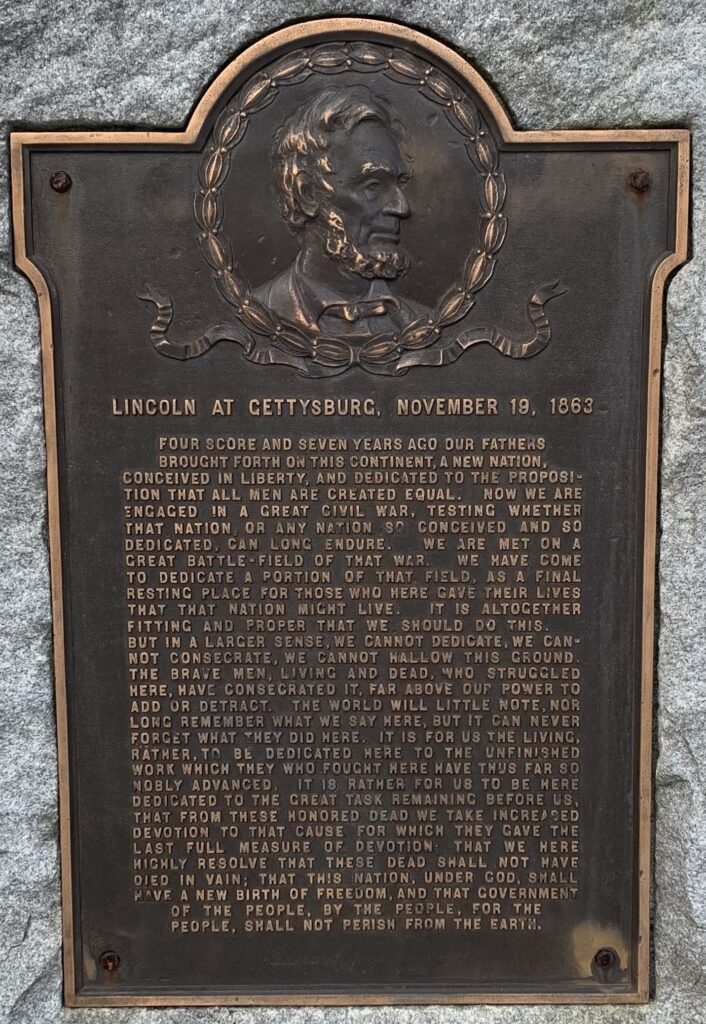 LINCOLN AT GETTYSBURG, NOVEMBER 19, 1863
FOUR SCORE AND SEVEN YEARS AGO OUR FATHERS
BROUGHT FORTH ON THIS CONTINENT, A NEW NATION,
CONCEIVED IN LIBERTY, AND DEDICATED TO THE PROPOSI-
TION THAT ALL MEN ARE CREATED EQUAL. NOW WE ARE
ENGAGED IN A GREAT CIVIL WAR, TESTING WHETHER
THAT NATION, OR ANY NATION SO CONCEIVED AND SO
DEDICATED, CAN LONG ENDURE. WE ARE MET ON A
GREAT BATTLE-FIELD OF THAT WAR. WE HAVE COME
TO DEDICATE A PORTION OF THAT FIELD, AS A FINAL
RESTING PLACE FOR THOSE WHO HERE GAVE THEIR LIVES
THAT THAT NATION MIGHT LIVE. IT IS ALTOGETHER
FITTING AND PROPER THAT WE SHOULD DO THIS.
BUT IN A LARGER SENSE, WE CANNOT DEDICATE, WE CAN-
NOT CONSECRATE, WE CANNOT HALLOW THIS GROUND.
THE BRAVE MEN, LIVING AND DEAD, WHO STRUGGLED
HERE, HAVE CONSECRATED IT, FAR ABOVE OUR POWER TO
ADD OR DETRACT. THE WORLD WILL LITTLE NOTE, NOR
LONG REMEMBER WHAT WE SAY HERE, BUT IT CAN NEVER
FORGET WHAT THEY DID HERE. IT IS FOR US THE LIVING,
RATHER, TO BE DEDICATED HERE TO THE UNFINISHED
WORK WHICH THEY WHO FOUGHT HERE HAVE THUS FAR SO
NOBLY ADVANCED. IT IS RATHER FOR US TO BE HERE
DEDICATED TO THE GREAT TASK REMAINING BEFORE US,
THAT FROM THESE HONORED DEAD WE TAKE INCREASED
DEVOTION TO THAT CAUSE FOR WHICH THEY GAVE THE
LAST FULL MEASURE OF DEVOTION; THAT WE HERE
HIGHLY RESOLVE THAT THESE DEAD SHALL NOT HAVE
DIED IN VAIN; THAT THIS NATION, UNDER GOD, SHALL
HAVE A NEW BIRTH OF FREEDOM, AND THAT GOVERNMENT
OF THE PEOPLE, BY THE PEOPLE, FOR THE
PEOPLE, SHALL NOT PERISH FROM THE EARTH.